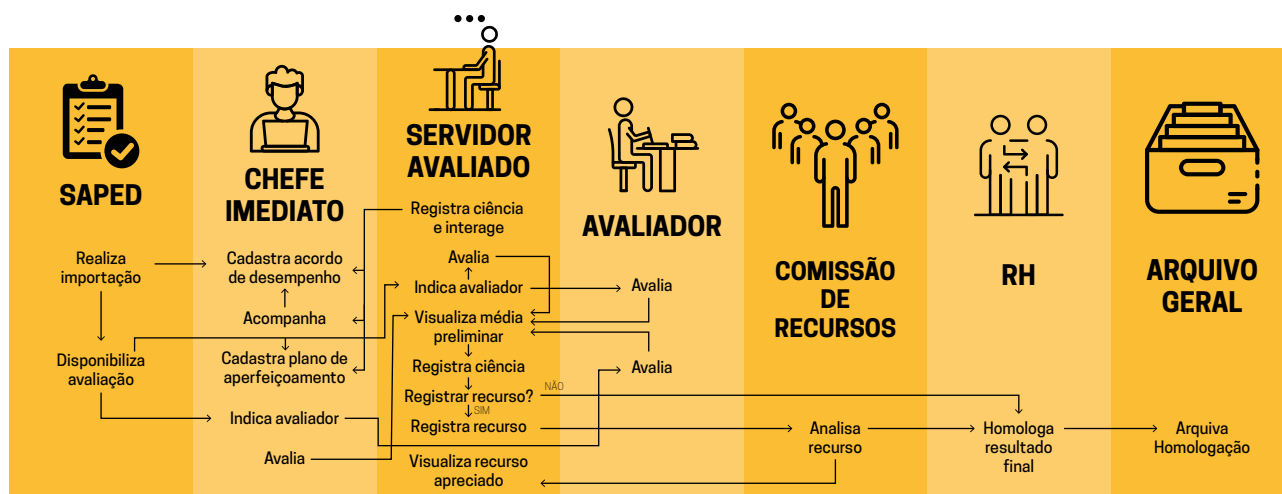 SAPED
Realiza
importação
Disponibiliza
avaliação
CHEFE
IMEDIATO
Cadastra acordo
de desempenho
Acompanha
Cadastra plano de
aperfeiçoamento
Indica avaliador
Avalia
SERVIDOR
AVALIADO
Registra ciência
e interage
Avalia
Indica avaliador
Visualiza média
preliminar
Registra ciência
Registrar recurso?
NÃO
SIM
Registra recurso
Visualiza recurso
apreciado
AVALIADOR
Avalia
Avalia
COMISSÃO
DE
RECURSOS
Analisa
recurso
RH
Homologa
resultado
final
ARQUIVO
GERAL
Arquiva
Homologação